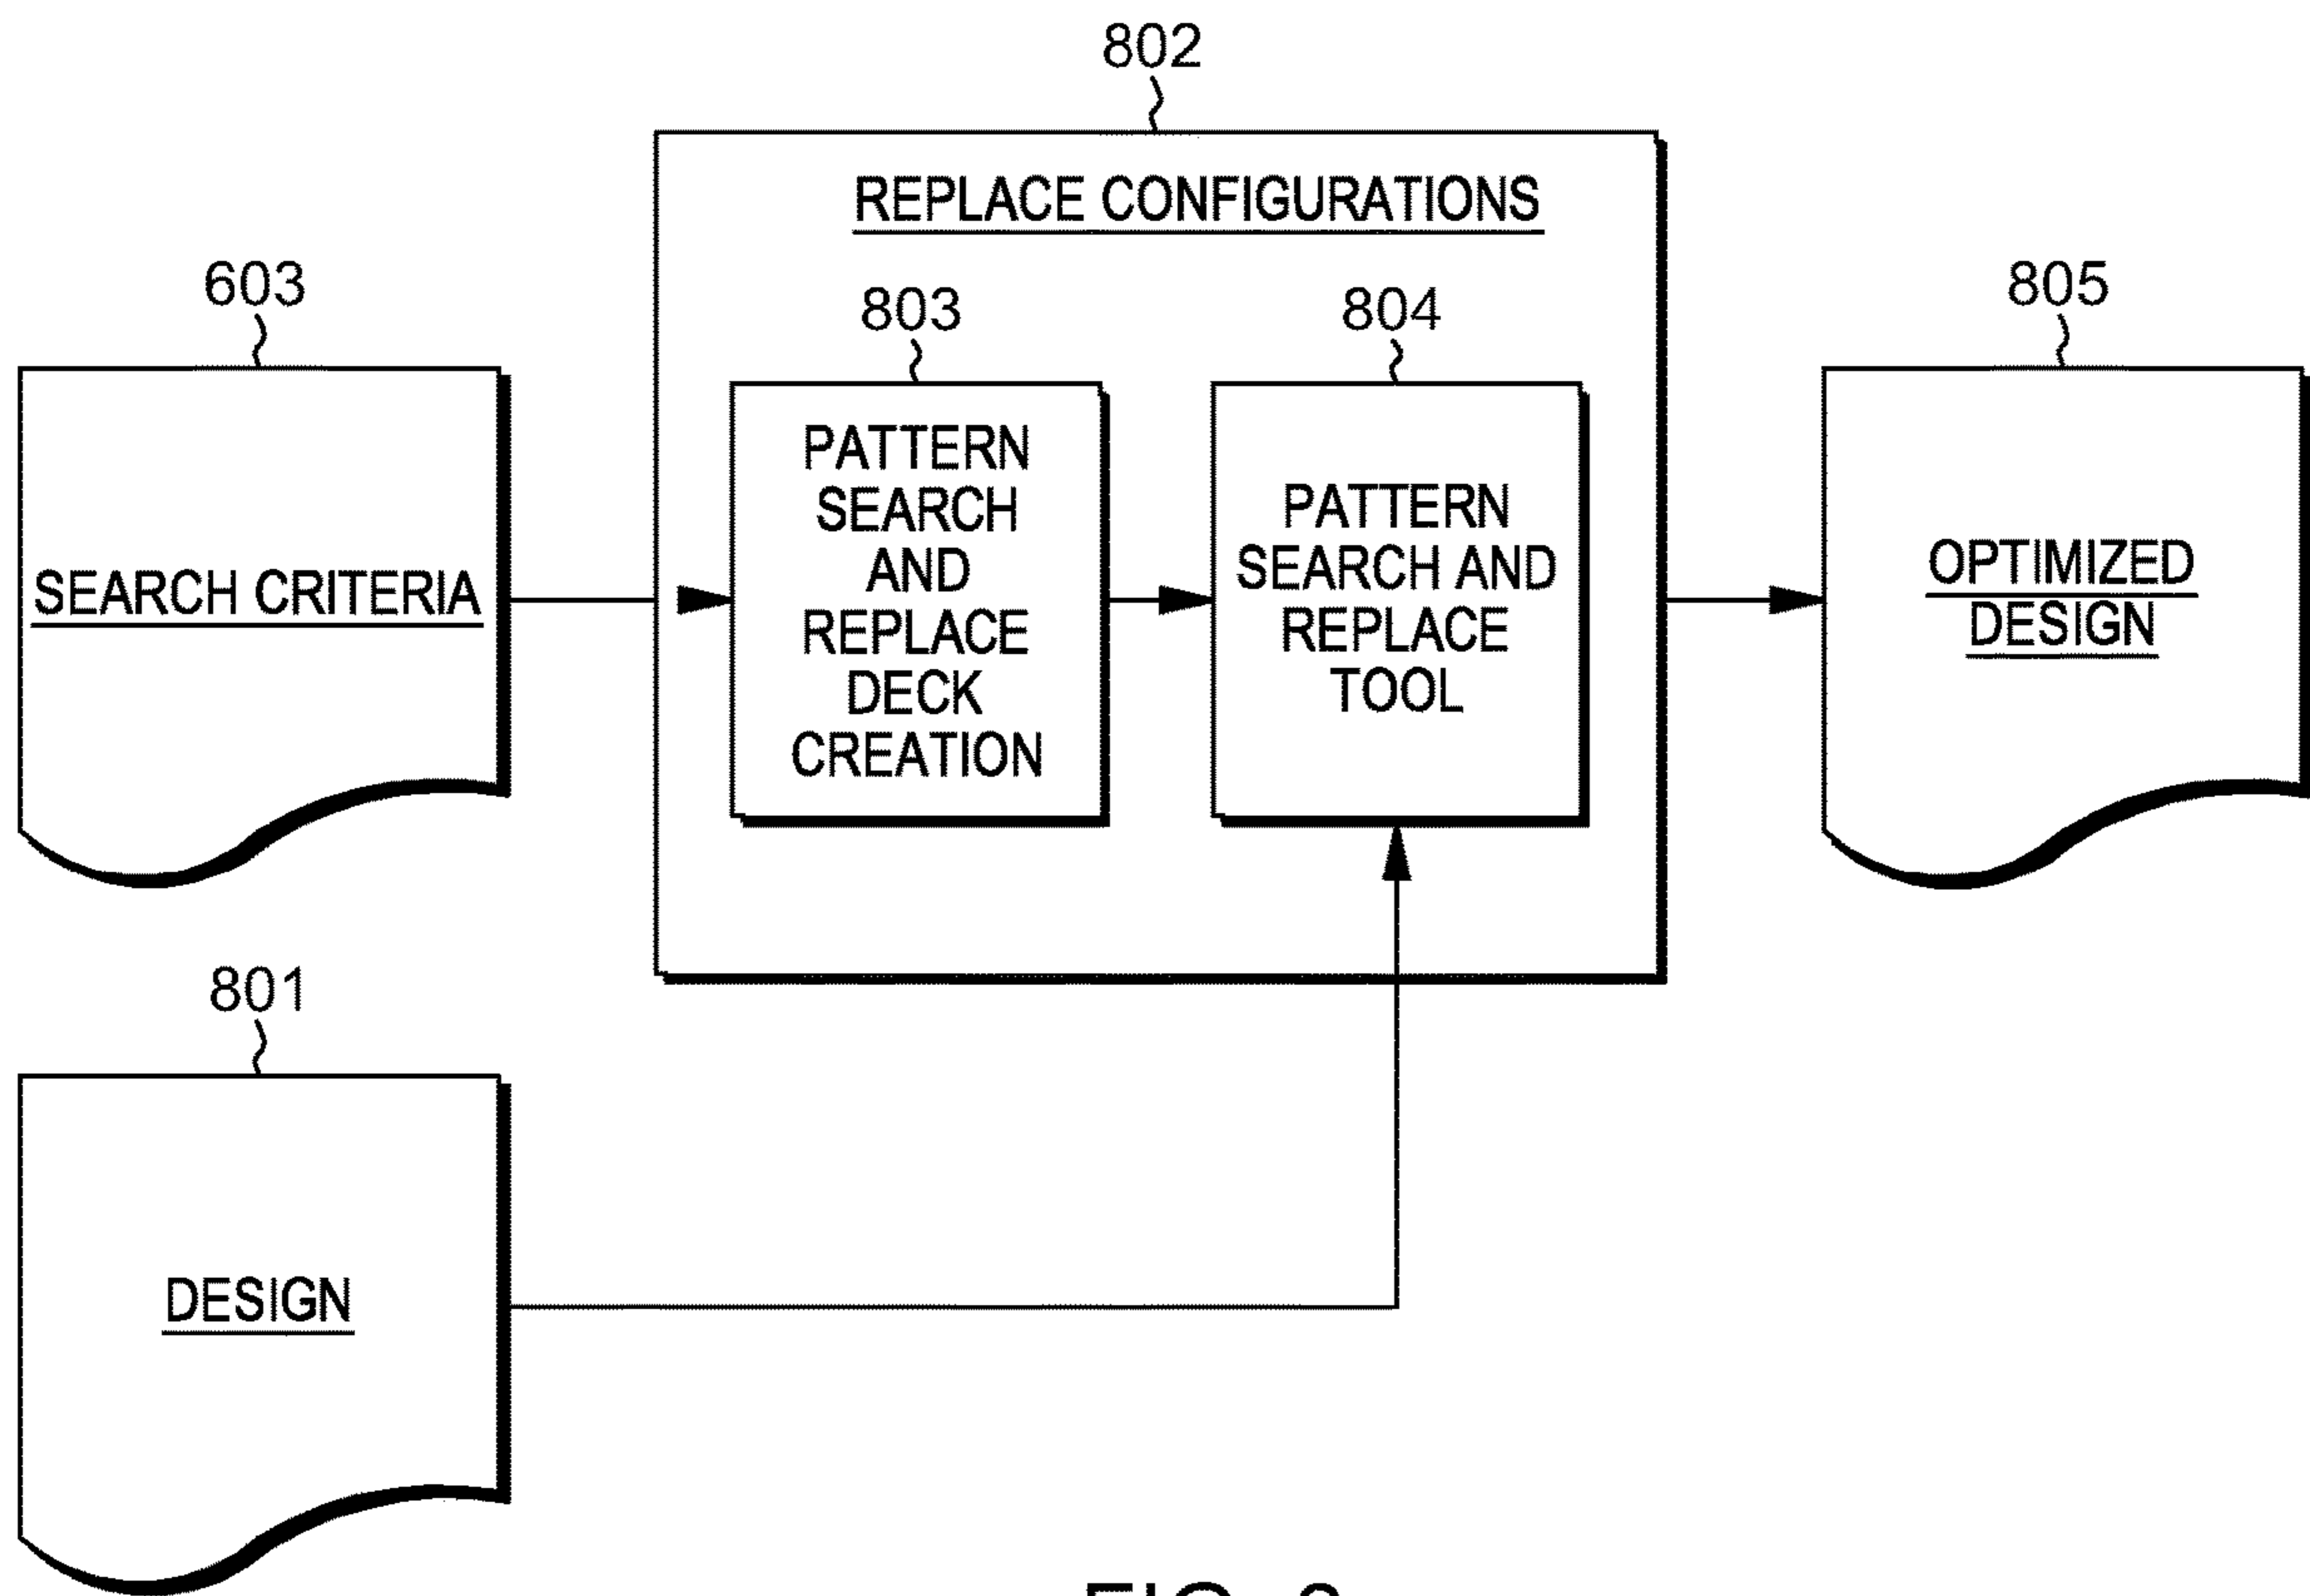 802
REPLACE CONFIGURATIONS
603
803
804
805
SEARCH CRITERIA
PATTERN
SEARCH
AND
REPLACE
DECK
CREATION
PATTERN
SEARCH AND
REPLACE
TOOL
OPTIMIZED
DESIGN
801
DESIGN